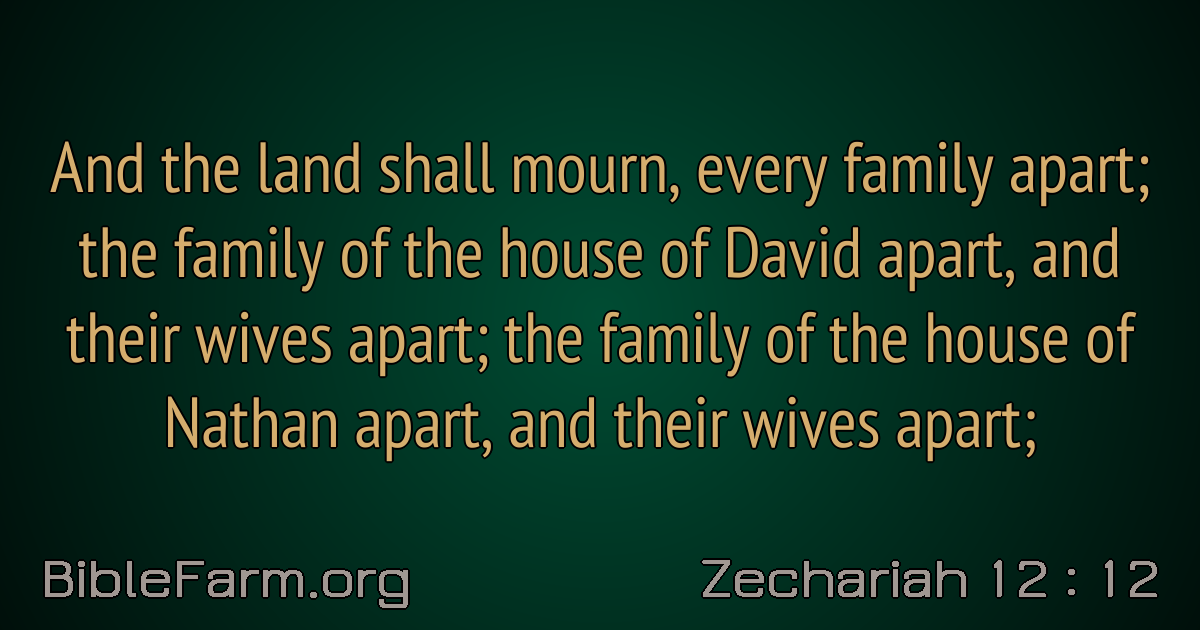 And the land shall mourn, every family apart;
the family of the house of David apart, and
their wives apart; the family of the house of
Nathan apart, and their wives apart;
BibleFarm.org
Zechariah 12 : 12